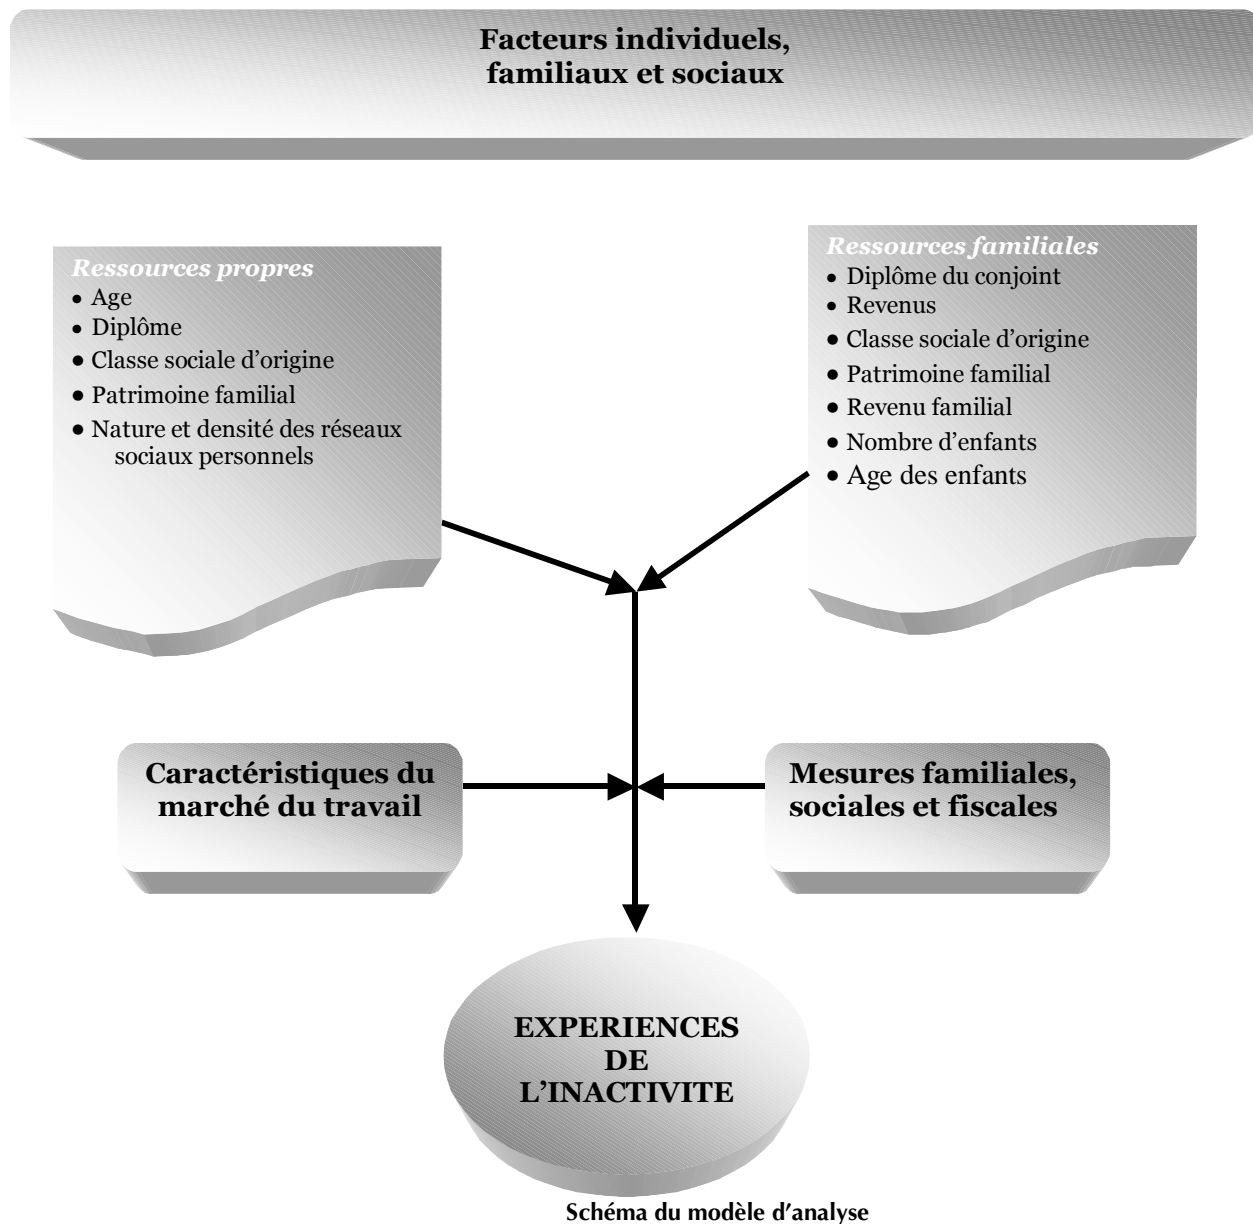 Facteurs individuels,
familiaux et sociaux
Ressources propres
• Age
• Diplôme
• Classe sociale d’origine
• Patrimoine familial
• Nature et densité des réseaux
sociaux personnels
Ressources familiales
• Diplôme du conjoint
• Revenus
• Classe sociale d’origine
• Patrimoine familial
• Revenu familial
• Nombre d’enfants
• Age des enfants
Caractéristiques du
marché du travail
Mesures familiales,
sociales et fiscales
EXPERIENCES
DE
L’INACTIVITE
Schéma du modèle d’analyse